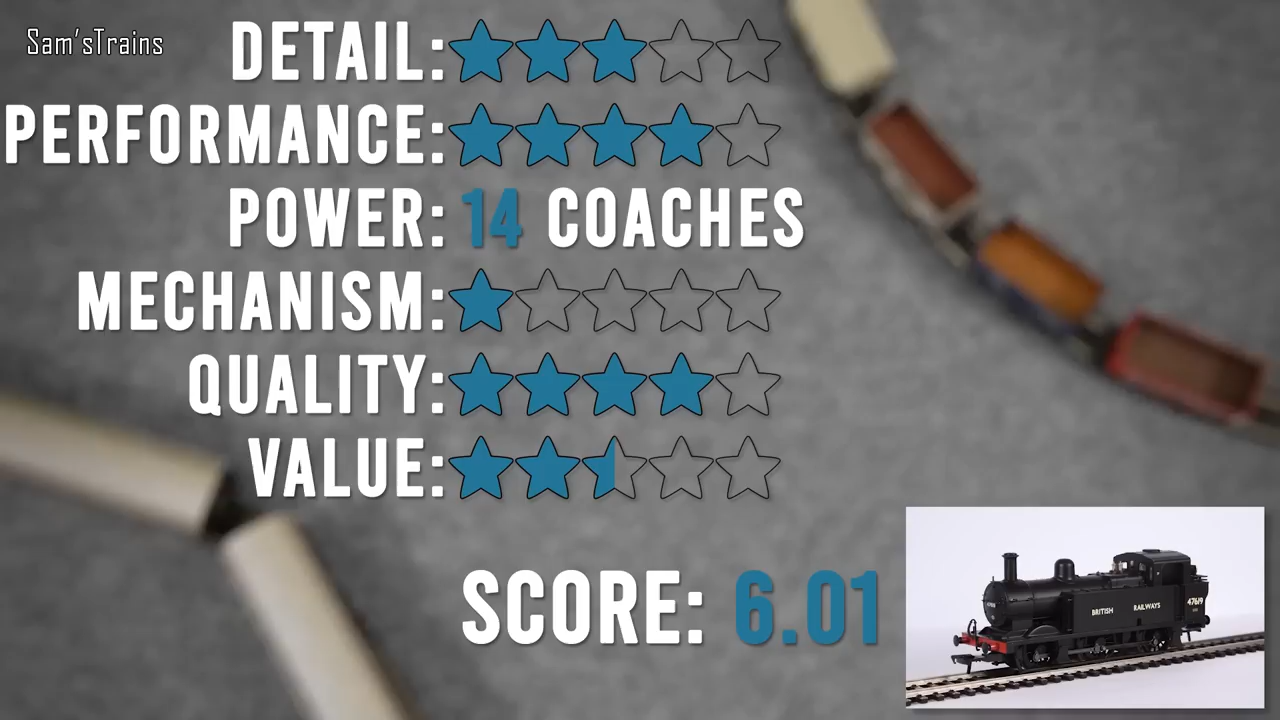 Sam'sTrains
DETAIL:
PERFORMANCE:
POWER: 14 COACHES
MECHANISM:
QUALITY:
VALUE:
SCORE: 6.01
BRITISH RAILWAYS 47619